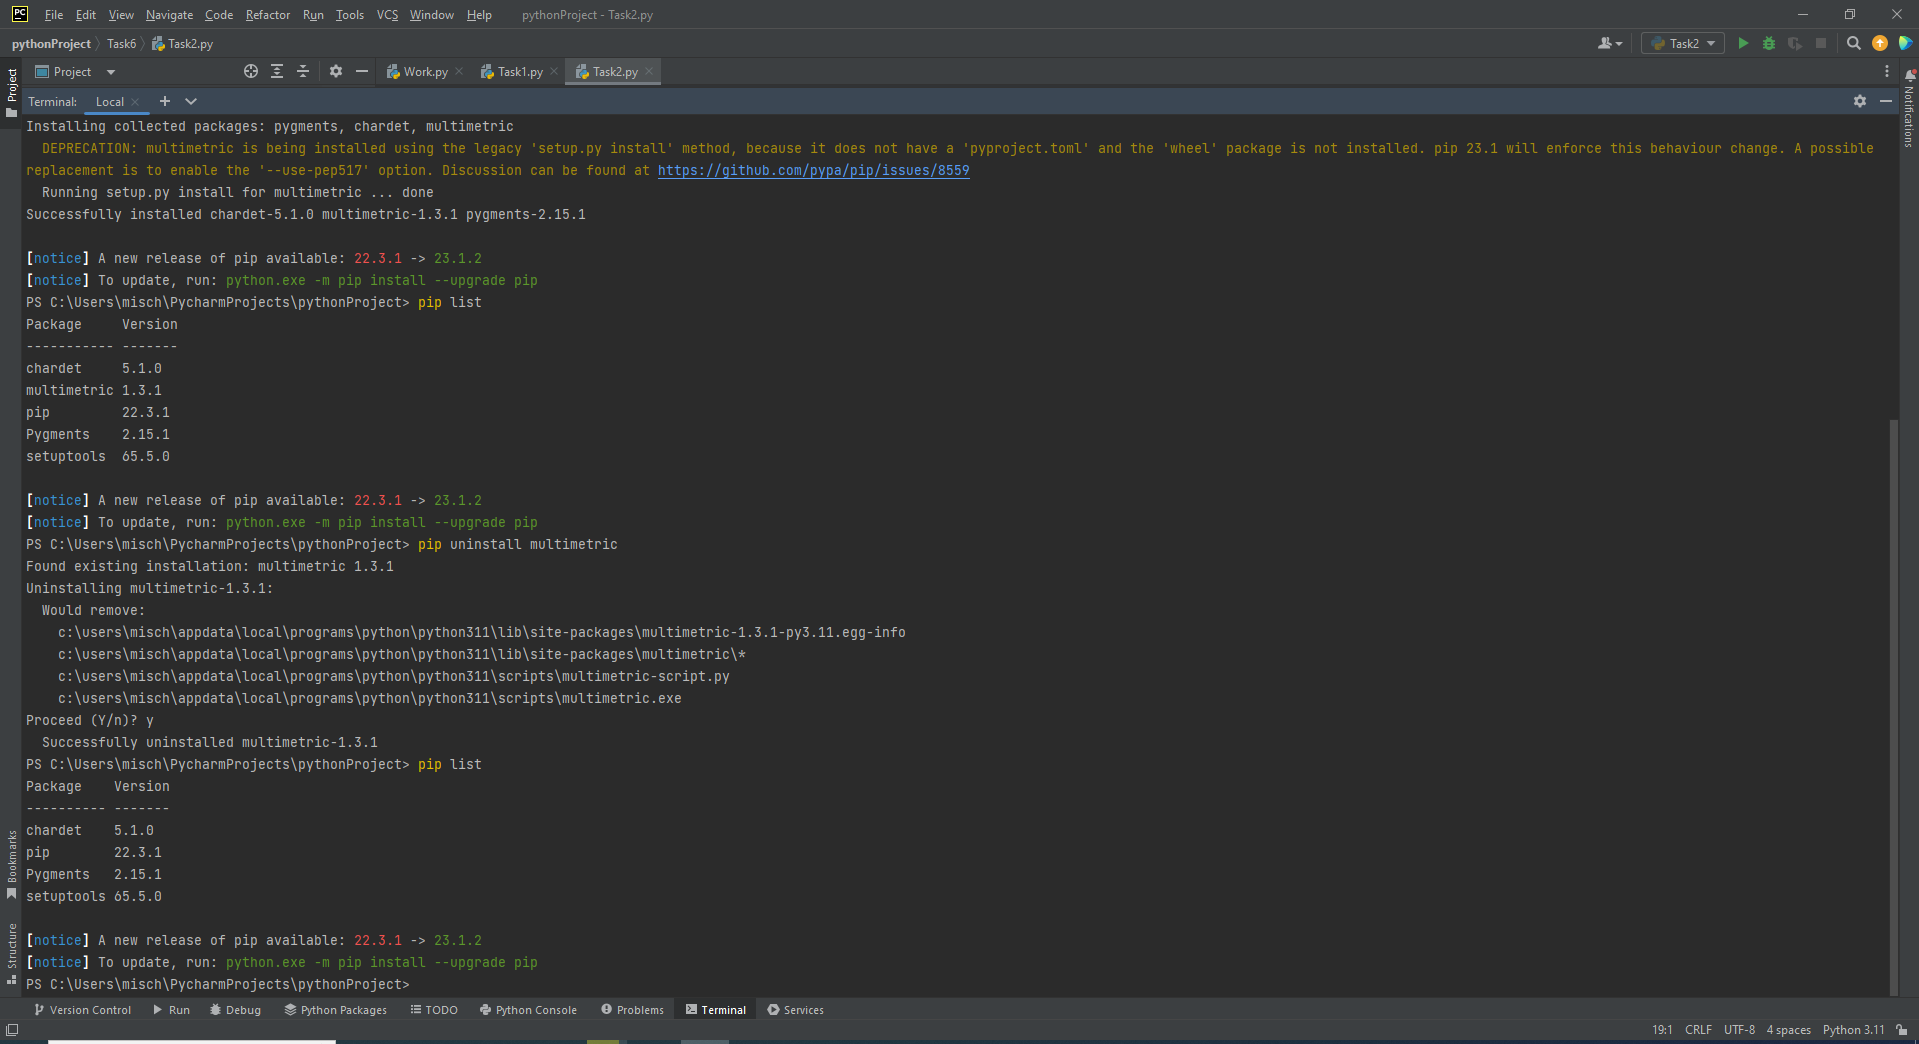 PC File Edit View Navigate Code Refactor Run Tools VCS Window Help pythonProject - Task2.py
pythonProject Task6 Task2.py Task2
Project Work.py Task1.py Task2.py
Project
Notifications
Terminal: Local
Installing collected packages: pygments, chardet, multimetric
DEPRECATION: multimetric is being installed using the legacy 'setup.py install' method, because it does not have a 'pyproject.toml' and the 'wheel' package is not installed. pip 23.1 will enforce this behaviour change. A possible
replacement is to enable the '--use-pep517' option. Discussion can be found at https://github.com/pypa/pip/issues/8559
Running setup.py install for multimetric ... done
Successfully installed chardet-5.1.0 multimetric-1.3.1 pygments-2.15.1
[notice] A new release of pip available: 22.3.1 -> 23.1.2
[notice] To update, run: python.exe -m pip install --upgrade pip
PS C:\Users\misch\PycharmProjects\pythonProject> pip list
Package     Version
----------- -------
chardet     5.1.0
multimetric 1.3.1
pip         22.3.1
Pygments    2.15.1
setuptools  65.5.0
[notice] A new release of pip available: 22.3.1 -> 23.1.2
[notice] To update, run: python.exe -m pip install --upgrade pip
PS C:\Users\misch\PycharmProjects\pythonProject> pip uninstall multimetric
Found existing installation: multimetric 1.3.1
Uninstalling multimetric-1.3.1:
Would remove:
c:\users\misch\appdata\local\programs\python\python311\lib\site-packages\multimetric-1.3.1-py3.11.egg-info
c:\users\misch\appdata\local\programs\python\python311\lib\site-packages\multimetric\*
c:\users\misch\appdata\local\programs\python\python311\scripts\multimetric-script.py
c:\users\misch\appdata\local\programs\python\python311\scripts\multimetric.exe
Proceed (Y/n)? y
Successfully uninstalled multimetric-1.3.1
PS C:\Users\misch\PycharmProjects\pythonProject> pip list
Package    Version
---------- -------
chardet    5.1.0
pip        22.3.1
Pygments   2.15.1
setuptools 65.5.0
[notice] A new release of pip available: 22.3.1 -> 23.1.2
[notice] To update, run: python.exe -m pip install --upgrade pip
PS C:\Users\misch\PycharmProjects\pythonProject>
Bookmarks
Structure
Version Control Run Debug Python Packages TODO Python Console Problems Terminal Services
19:1 CRLF UTF-8 4 spaces Python 3.11